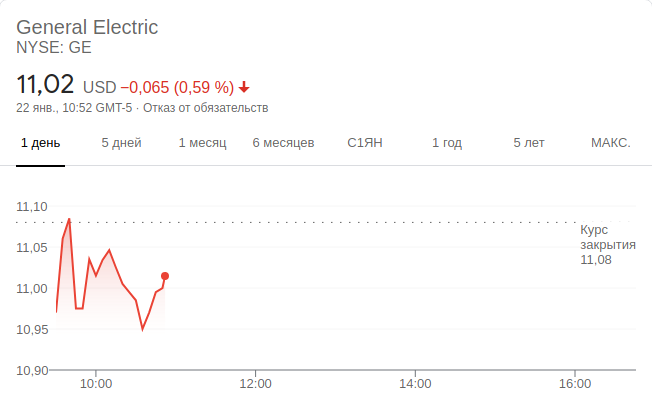 General Electric
NYSE: GE
11,02 USD −0,065 (0,59 %)
22 янв., 10:52 GMT-5 · Отказ от обязательств
1 день 5 дней 1 месяц 6 месяцев С1ЯН 1 год 5 лет МАКС.
11,10
Курс
закрытия
11,08
11,05
11,00
10,95
10,90
10:00 12:00 14:00 16:00